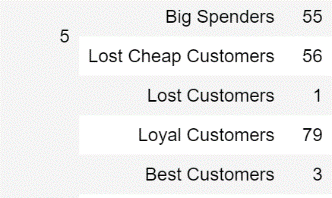 Big Spenders 55
5
Lost Cheap Customers 56
Lost Customers 1
Loyal Customers 79
Best Customers 3